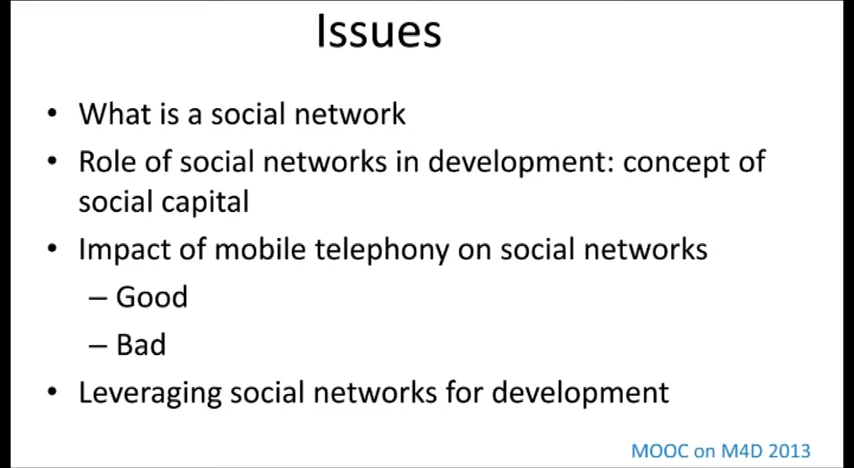 Issues
• What is a social network
• Role of social networks in development: concept of
social capital
• Impact of mobile telephony on social networks
– Good
– Bad
• Leveraging social networks for development
MOOC on M4D 2013